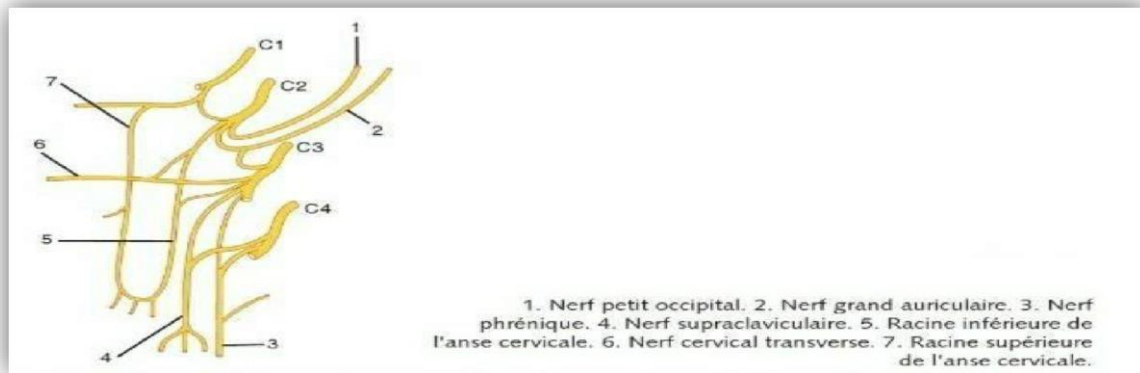 1
C1
7
C2
2
6
C3
C4
5
1. Nerf petit occipital. 2. Nerf grand auriculaire. 3. Nerf
phrénique. 4. Nerf supraclaviculaire. 5. Racine inférieure de
l'anse cervicale. 6. Nerf cervical transverse. 7. Racine supérieure
de l'anse cervicale.
4
3